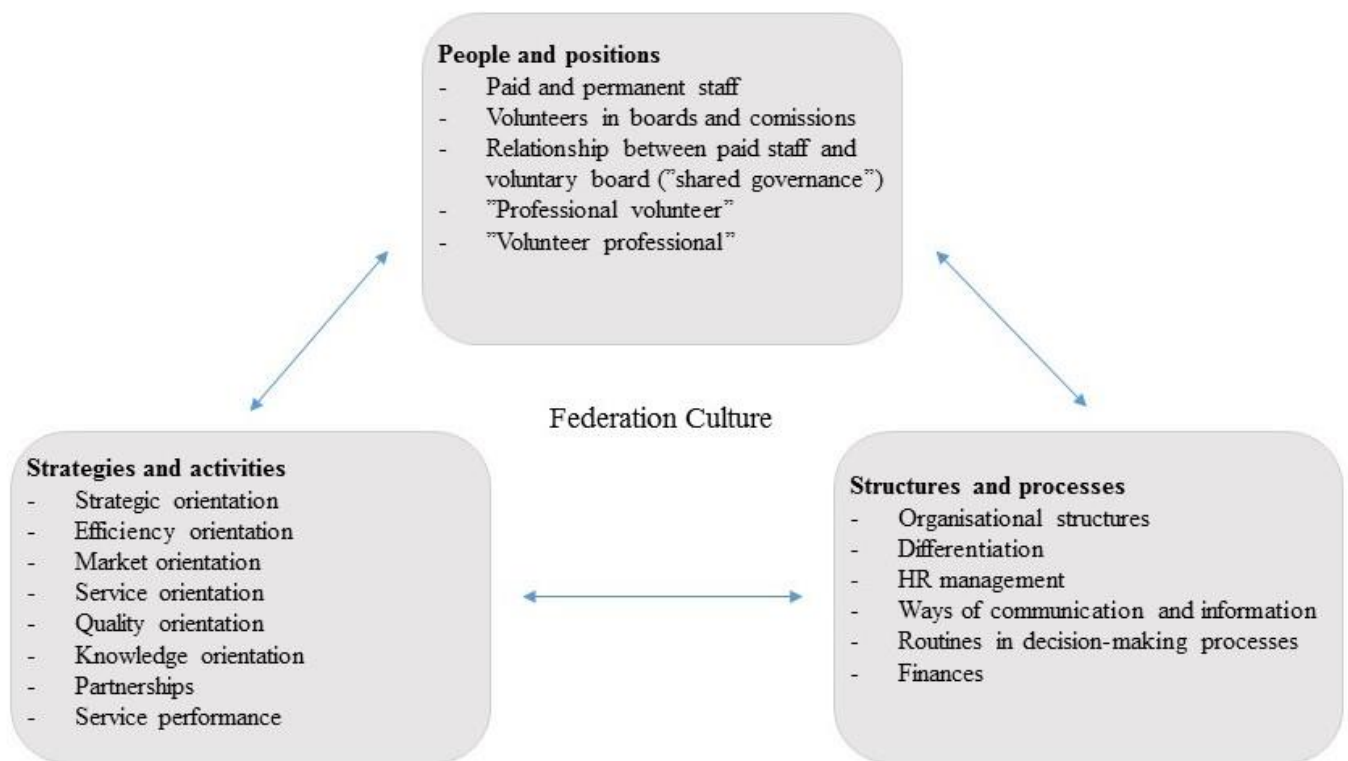 People and positions
- Paid and permanent staff
- Volunteers in boards and comissions
- Relationship between paid staff and
voluntary board (”shared governance”)
- ”Professional volunteer”
- ”Volunteer professional”
Federation Culture
Strategies and activities
- Strategic orientation
- Efficiency orientation
- Market orientation
- Service orientation
- Quality orientation
- Knowledge orientation
- Partnerships
- Service performance
Structures and processes
- Organisational structures
- Differentiation
- HR management
- Ways of communication and information
- Routines in decision-making processes
- Finances